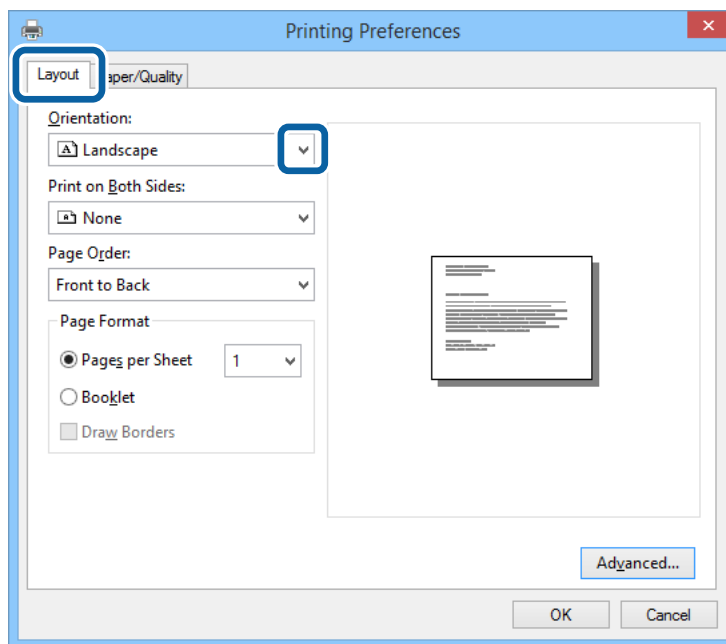 Printing Preferences
Layout
aper/Quality
Orientation:
A Landscape
Print on Both Sides:
None
Page Order:
Front to Back
Page Format
Pages per Sheet 1
Booklet
Draw Borders
Advanced...
OK Cancel